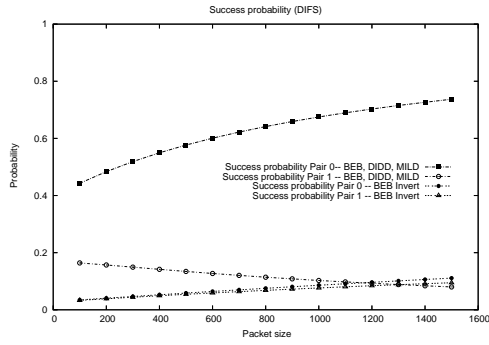 Success probability (DIFS)
1
0.8
0.6
0.4
0.2
0
Probability
Success probability Pair 0-- BEB, DIDD, MILD
Success probability Pair 1 -- BEB, DIDD, MILD
Success probability Pair 0 -- BEB Invert
Success probability Pair 1 -- BEB Invert
0 200 400 600 800 1000 1200 1400 1600
Packet size